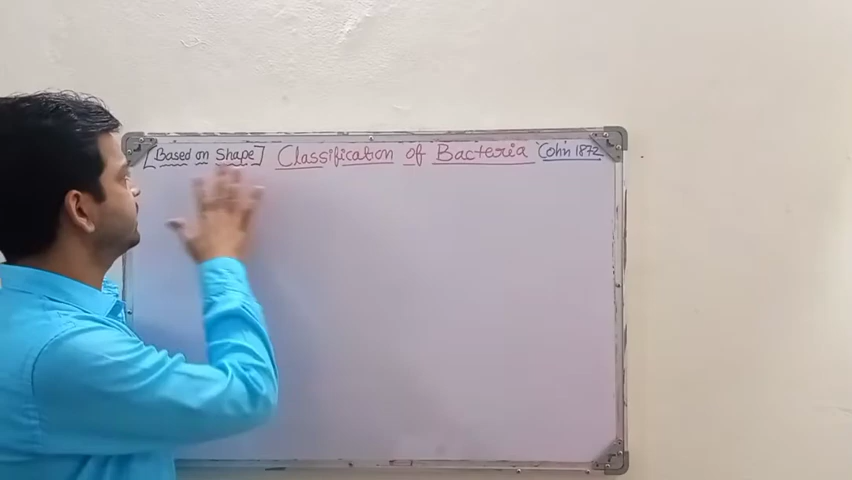 [Based on Shape] Classification of Bacteria Cohn 1872